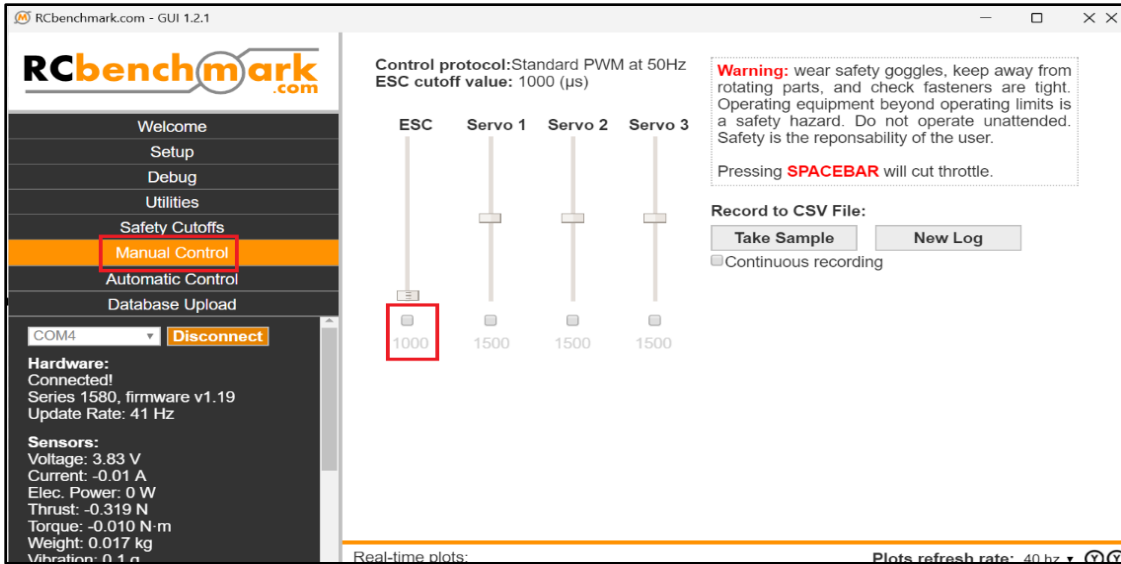 RCbenchmark.com - GUI 1.2.1
RCbenchmark
.com
Welcome
Setup
Debug
Utilities
Safety Cutoffs
Manual Control
Automatic Control
Database Upload
COM4 Disconnect
Hardware:
Connected!
Series 1580, firmware v1.19
Update Rate: 41 Hz
Sensors:
Voltage: 3.83 V
Current: -0.01 A
Elec. Power: 0 W
Thrust: -0.319 N
Torque: -0.010 N·m
Weight: 0.017 kg
Vibration: 0.1 g
Control protocol:Standard PWM at 50Hz
ESC cutoff value: 1000 (µs)
ESC Servo 1 Servo 2 Servo 3
1000 1500 1500 1500
Warning: wear safety goggles, keep away from
rotating parts, and check fasteners are tight.
Operating equipment beyond operating limits is
a safety hazard. Do not operate unattended.
Safety is the reponsability of the user.
Pressing SPACEBAR will cut throttle.
Record to CSV File:
Take Sample New Log
Continuous recording
Real-time plots:
Plots refresh rate: 40 hz